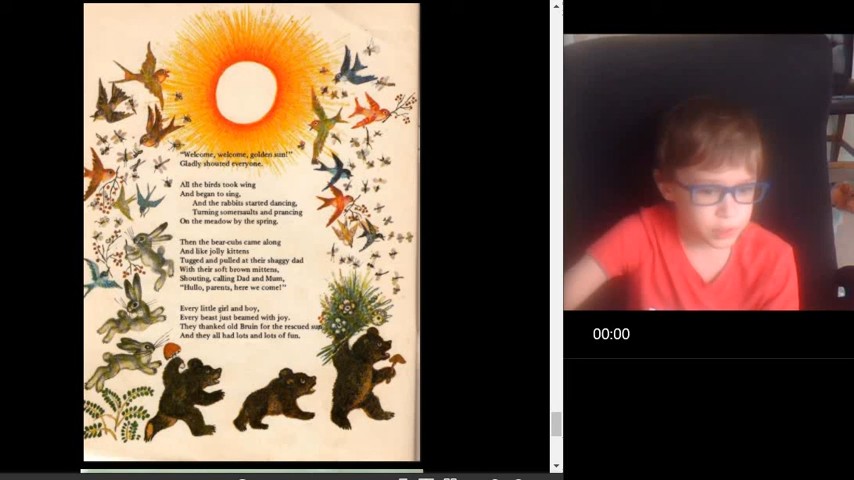 "Welcome, welcome, golden sun!"
Gladly shouted everyone.
All the birds took wing
And began to sing,
And the rabbits started dancing,
Turning somersaults and prancing
On the meadow by the spring.
Then the bear-cubs came along
And like jolly kittens
Tugged and pulled at their shaggy dad
With their soft brown mittens,
Shouting, calling Dad and Mum,
"Hullo, parents, here we come!"
Every little girl and boy,
Every beast just beamed with joy.
They thanked old Bruin for the rescued sun
And they all had lots and lots of fun.
00:00